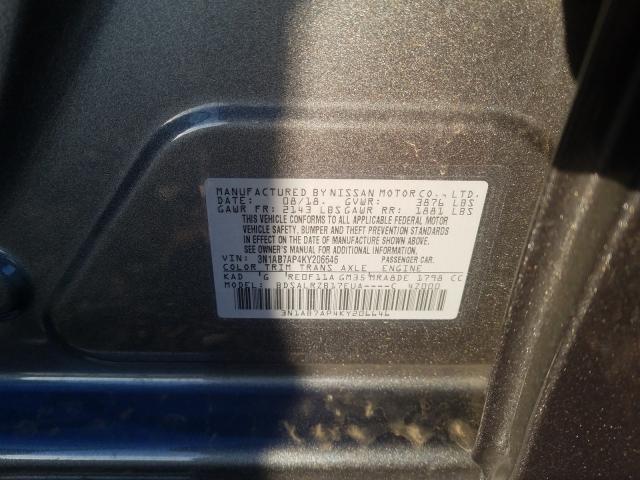 MANUFACTURED BY NISSAN MOTOR CO., LTD.
DATE: 08/18. GVWR: 3876 LBS
GAWR FR: 2143 LBS GAWR RR: 1881 LBS
THIS VEHICLE CONFORMS TO ALL APPLICABLE
FEDERAL MOTOR
VEHICLE SAFETY, BUMPER AND THEFT PREVENTION
STANDARDS
IN EFFECT ON THE DATE OF MANUFACTURE SHOWN ABOVE.
SEE OWNER'S MANUAL FOR ADDITIONAL INFORMATION.
VIN: 3N1AB7AP4KY206646 PASSENGER CAR.
COLOR TRIM TRANS AXLE ENGINE
KAD G RE0F11A GM35 MRA8DE 1798 CC
MODEL: BDSALRZB17EUA----C 42000
3N1AB7AP4KY206646